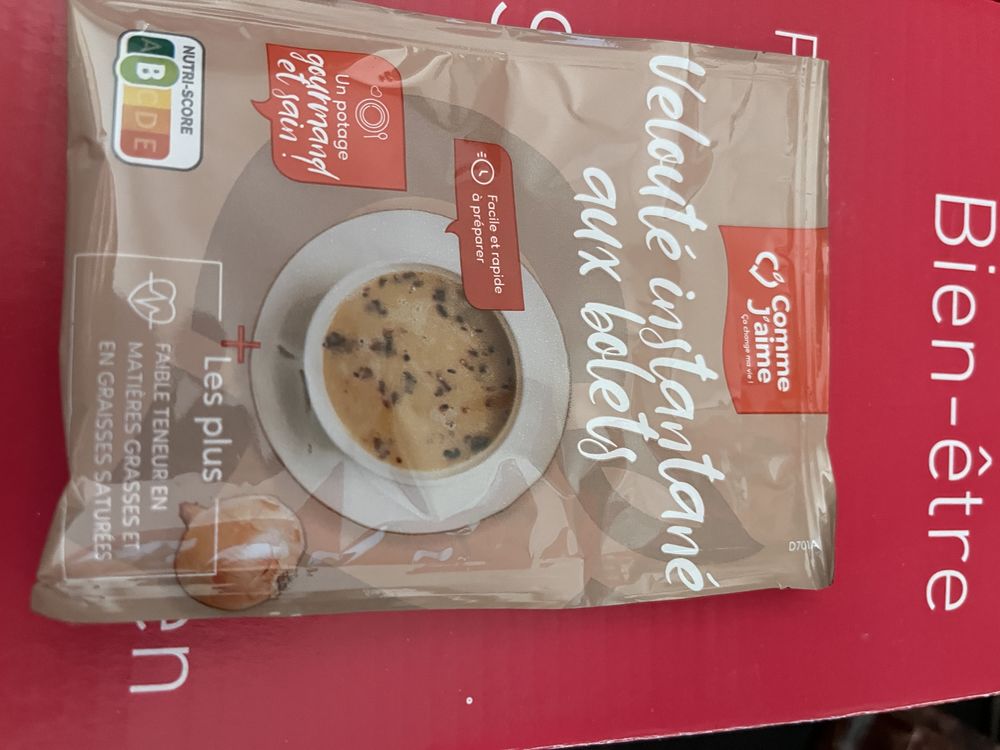 Bien-être
Comme
J'aime
Ça change ma vie !
D701A
Velouté instantané
aux bolets
Facile et rapide
à préparer
Un potage
gourmand
et sain !
NUTRI-SCORE
A B C D E
+
Les plus
FAIBLE TENEUR EN
MATIÈRES GRASSES ET
EN GRAISSES SATURÉES